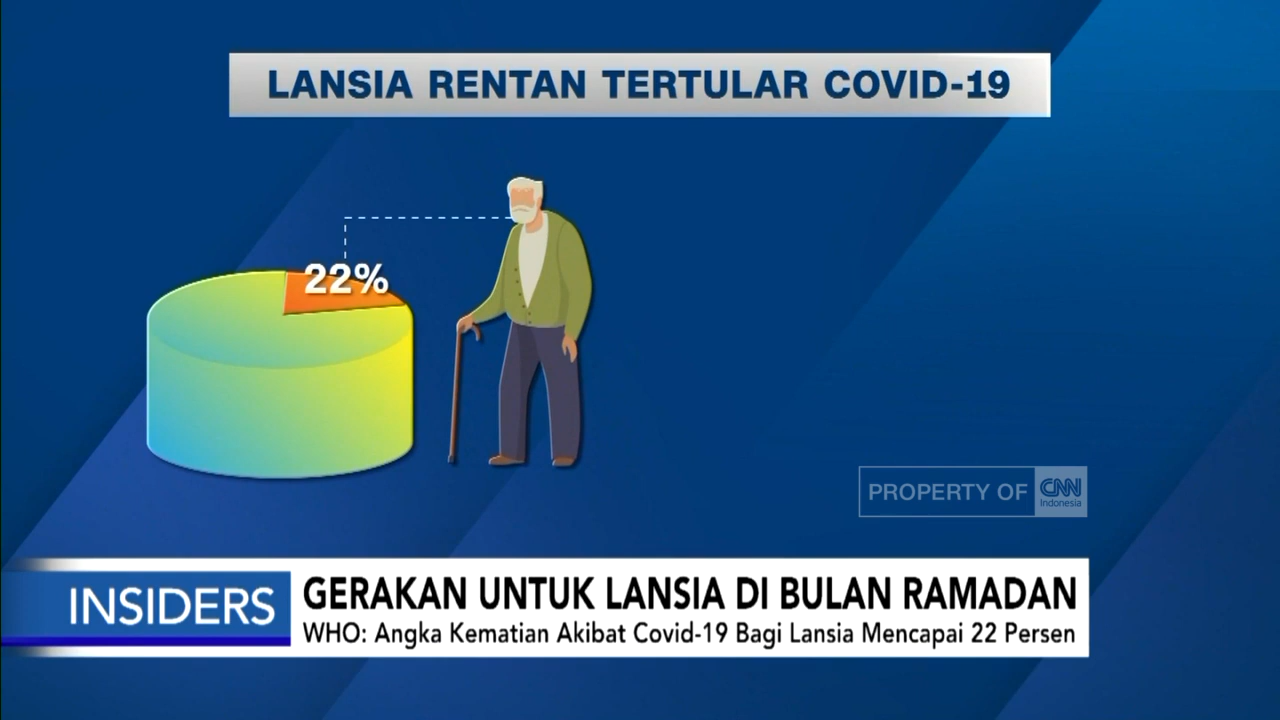 LANSIA RENTAN TERTULAR COVID-19
22%
PROPERTY OF CNN Indonesia
INSIDERS
GERAKAN UNTUK LANSIA DI BULAN RAMADAN
WHO: Angka Kematian Akibat Covid-19 Bagi Lansia Mencapai 22 Persen